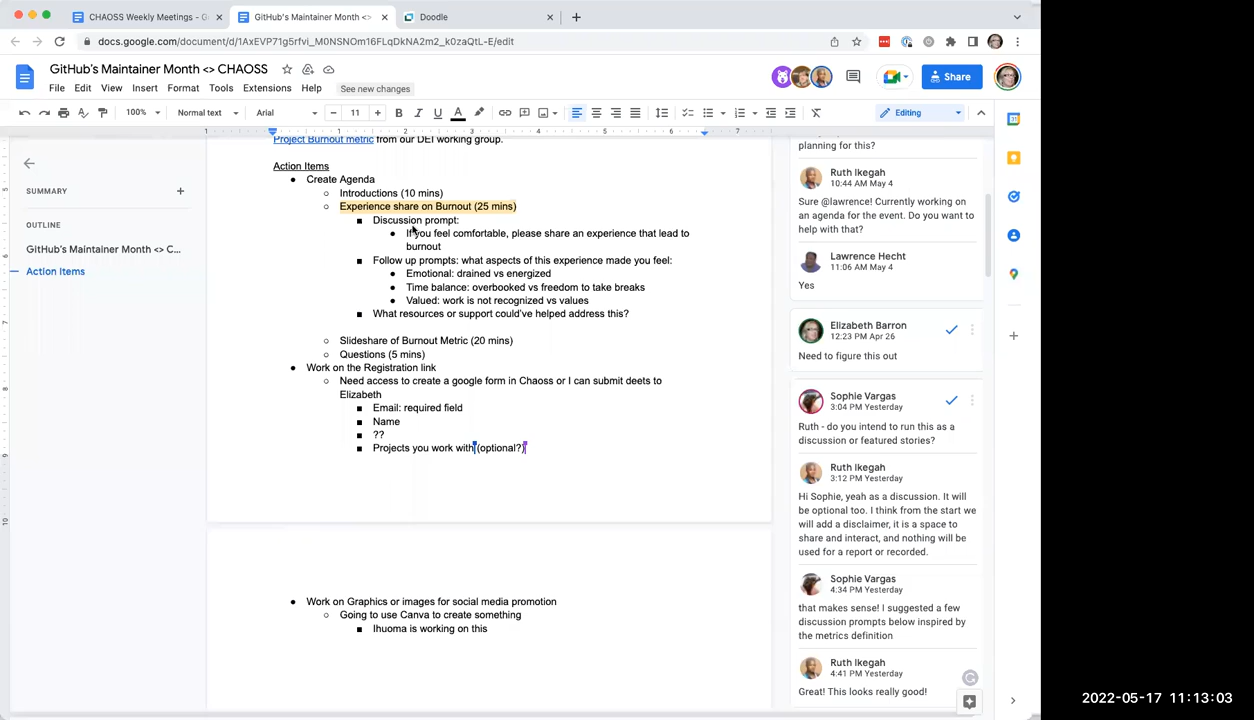 CHAOSS Weekly Meetings - G
GitHub's Maintainer Month <>
Doodle
docs.google.com/document/d/1AxEVP71g5rfvi_M0NSNOm16FLqDkNA2m2_k0zaQtL-E/edit
GitHub's Maintainer Month <> CHAOSS
File Edit View Insert Format Tools Extensions Help
See new changes
Share
100% Normal text Arial 11
Editing
1 1 2 3 4 5 6 7
5
6
7
8
9
10
SUMMARY
OUTLINE
GitHub's Maintainer Month <> C...
Action Items
Project Burnout metric from our DEI working group.
Action Items
Create Agenda
Introductions (10 mins)
Experience share on Burnout (25 mins)
Discussion prompt:
If you feel comfortable, please share an experience that lead to
burnout
Follow up prompts: what aspects of this experience made you feel:
Emotional: drained vs energized
Time balance: overbooked vs freedom to take breaks
Valued: work is not recognized vs values
What resources or support could've helped address this?
Slideshare of Burnout Metric (20 mins)
Questions (5 mins)
Work on the Registration link
Need access to create a google form in Chaoss or I can submit deets to
Elizabeth
Email: required field
Name
??
Projects you work with (optional?)
Work on Graphics or images for social media promotion
Going to use Canva to create something
Ihuoma is working on this
planning for this?
Ruth Ikegah
10:44 AM May 4
Sure @lawrence! Currently working on
an agenda for the event. Do you want to
help with that?
Lawrence Hecht
11:06 AM May 4
Yes
Elizabeth Barron
12:23 PM Apr 26
Need to figure this out
Sophie Vargas
3:04 PM Yesterday
Ruth - do you intend to run this as a
discussion or featured stories?
Ruth Ikegah
3:12 PM Yesterday
Hi Sophie, yeah as a discussion. It will
be optional too. I think from the start we
will add a disclaimer, it is a space to
share and interact, and nothing will be
used for a report or recorded.
Sophie Vargas
4:34 PM Yesterday
that makes sense! I suggested a few
discussion prompts below inspired by
the metrics definition
Ruth Ikegah
4:41 PM Yesterday
Great! This looks really good!
2022-05-17 11:13:03